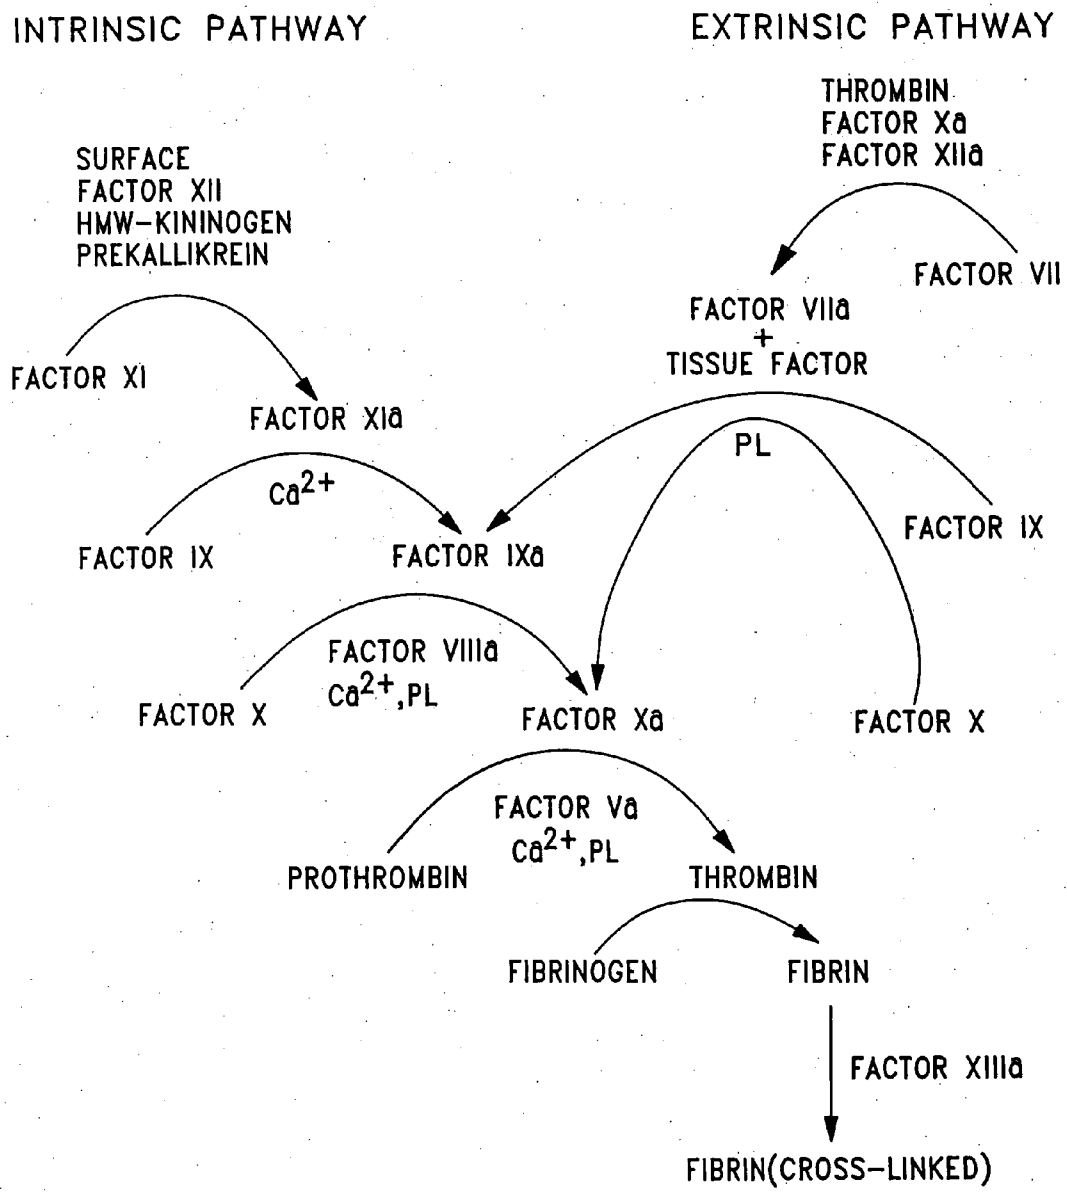 INTRINSIC PATHWAY
EXTRINSIC PATHWAY
THROMBIN
FACTOR Xa
FACTOR XIIa
SURFACE
FACTOR XII
HMW-KININOGEN
PREKALLIKREIN
FACTOR VII
FACTOR VIIa
+
TISSUE FACTOR
FACTOR XI
FACTOR XIa
PL
Ca2+
FACTOR IX
FACTOR IX
FACTOR IXa
FACTOR VIIIa
Ca2+,PL
FACTOR X
FACTOR Xa
FACTOR X
FACTOR Va
Ca2+,PL
PROTHROMBIN
THROMBIN
FIBRINOGEN
FIBRIN
FACTOR XIIIa
FIBRIN(CROSS-LINKED)